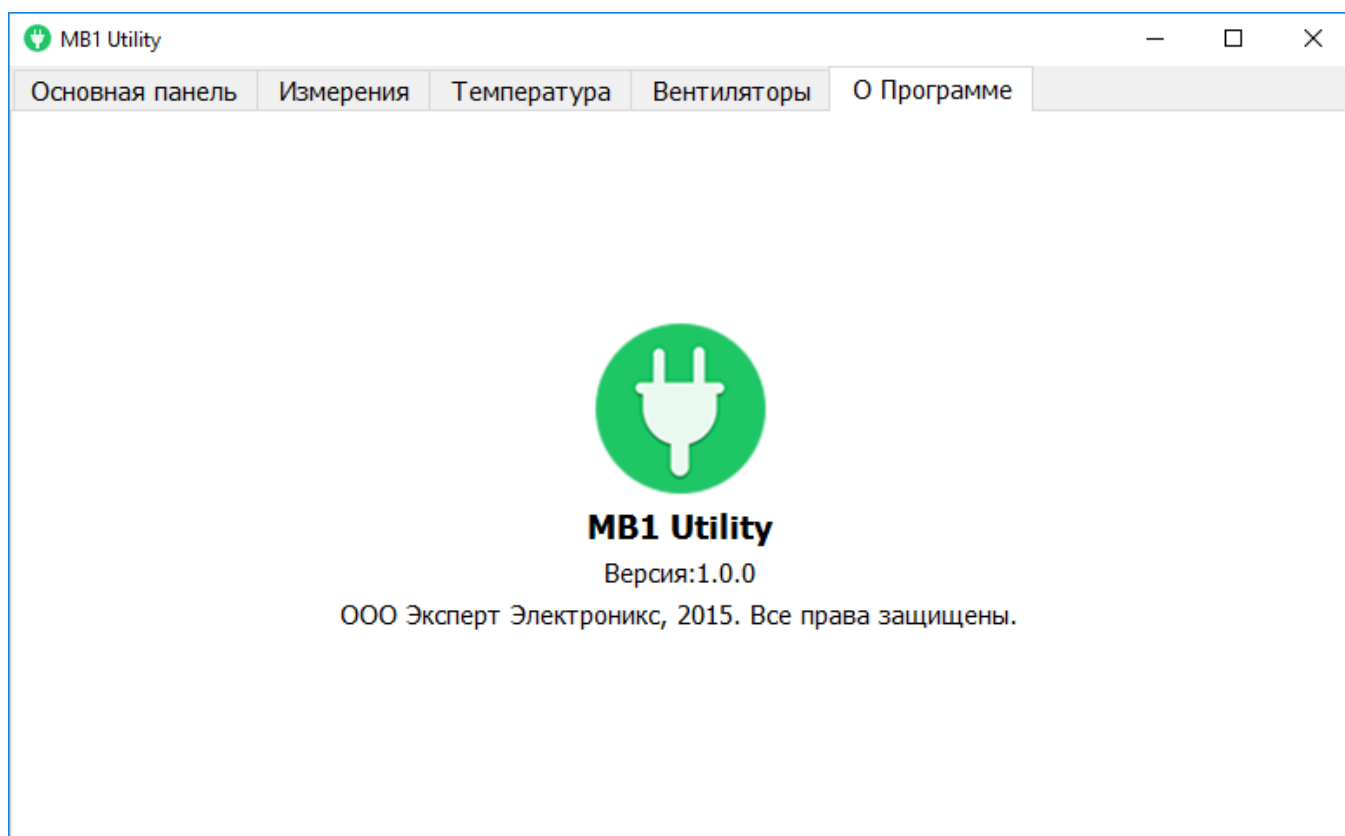 MB1 Utility
Основная панель Измерения Температура Вентиляторы О Программе
MB1 Utility
Версия:1.0.0
ООО Эксперт Электроникс, 2015. Все права защищены.